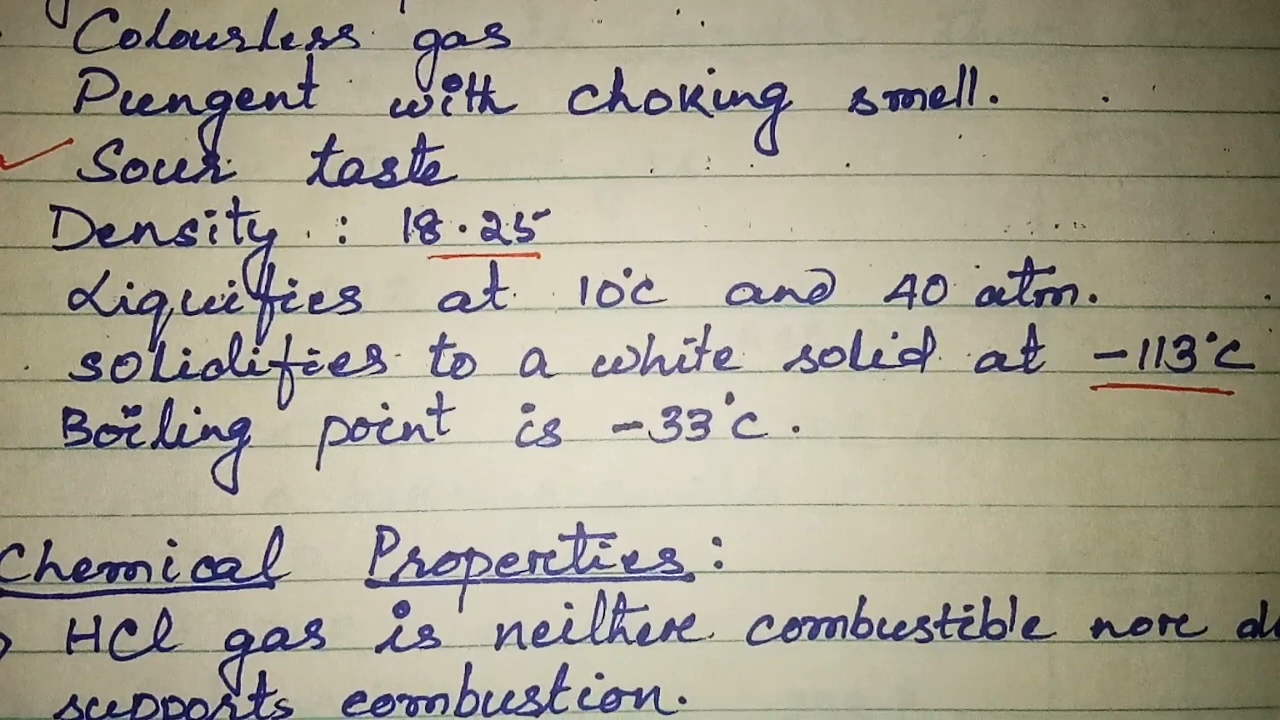 Colourless gas
Pungent with choking smell.
Sour taste
Density : 18.25
Liquifies at 10°C and 40 atm.
solidifies to a white solid at -113°C
Boiling point is -33°C.
Chemical Properties:
HCl gas is neither combustible nore
supports combustion.